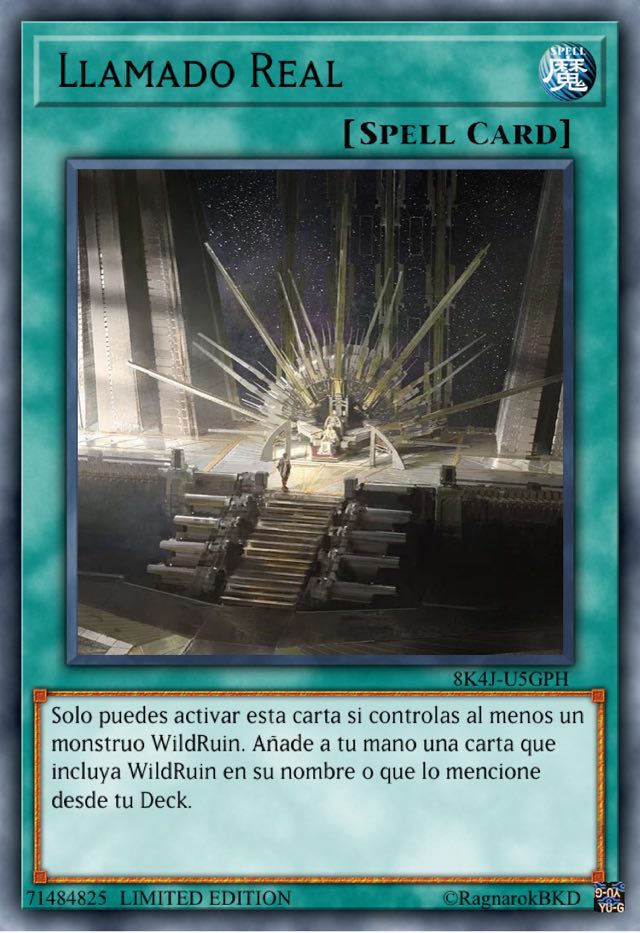 Llamado Real
SPELL
魔
[Spell Card]
8K4J-U5GPH
Solo puedes activar esta carta si controlas al menos un
monstruo WildRuin. Añade a tu mano una carta que
incluya WildRuin en su nombre o que lo mencione
desde tu Deck.
71484825 LIMITED EDITION ©RagnarokBKD